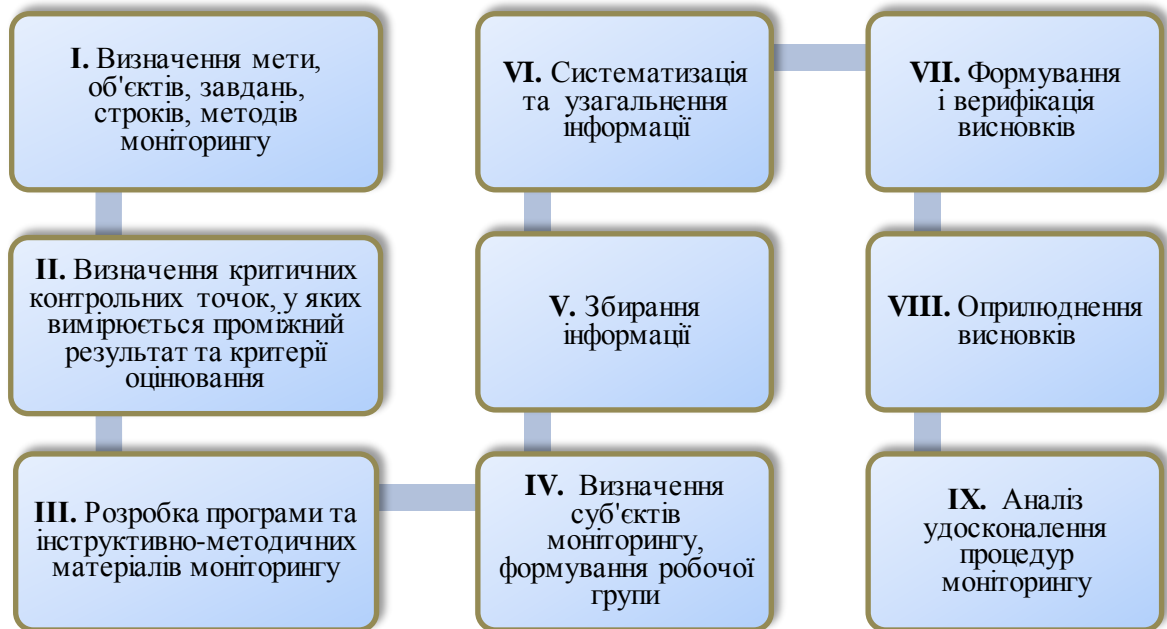 I. Визначення мети,
об'єктів, завдань,
строків, методів
моніторингу
II. Визначення критичних
контрольних точок, у яких
вимірюється проміжний
результат та критерії
оцінювання
III. Розробка програми та
інструктивно-методичних
матеріалів моніторингу
IV. Визначення
суб'єктів
моніторингу,
формування робочої
групи
V. Збирання
інформації
VI. Систематизація
та узагальнення
інформації
VII. Формування
і верифікація
висновків
VIII. Оприлюднення
висновків
IX. Аналіз
удосконалення
процедур
моніторингу